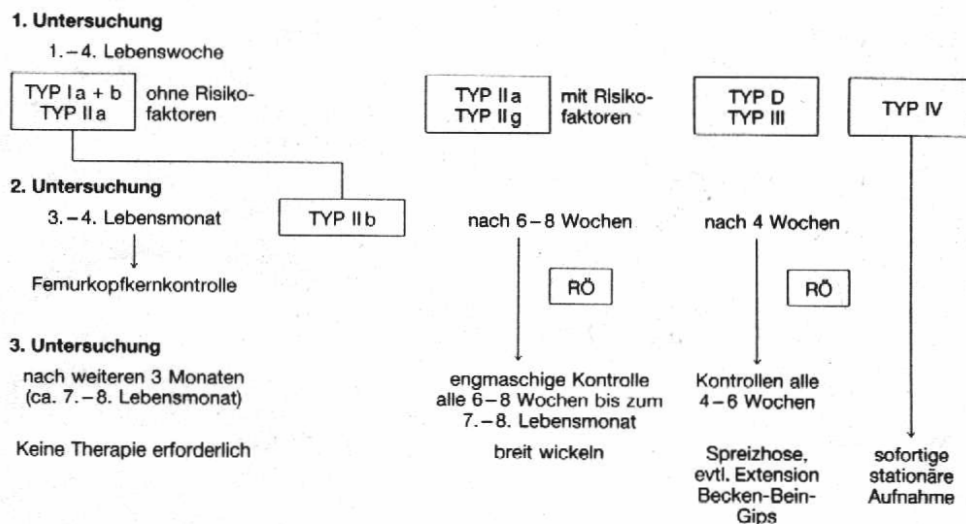 1. Untersuchung
1.–4. Lebenswoche
TYP I a + b
TYP II a
ohne Risiko-
faktoren
TYP II a
TYP II g
mit Risiko-
faktoren
TYP D
TYP III
TYP IV
2. Untersuchung
3.–4. Lebensmonat
TYP II b
nach 6–8 Wochen
nach 4 Wochen
Femurkopfkernkontrolle
RÖ
RÖ
3. Untersuchung
nach weiteren 3 Monaten
(ca. 7.–8. Lebensmonat)
engmaschige Kontrolle
alle 6–8 Wochen bis zum
7.–8. Lebensmonat
Kontrollen alle
4–6 Wochen
Keine Therapie erforderlich
breit wickeln
Spreizhose,
evtl. Extension
Becken-Bein-
Gips
sofortige
stationäre
Aufnahme